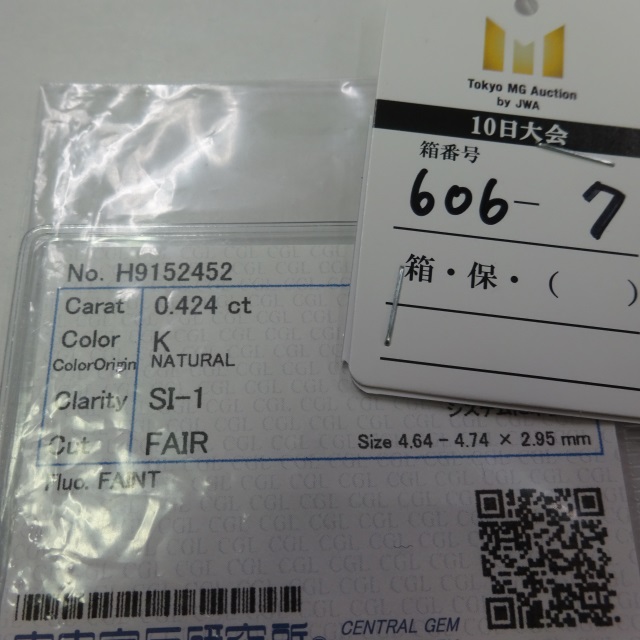 Tokyo MG Auction
by JWA
10日大会
箱番号
606-7
箱・保・( )
No. H9152452
Carat 0.424 ct
Color K
ColorOrigin NATURAL
Clarity SI-1
Cut FAIR
Size 4.64 - 4.74 × 2.95 mm
Fluo. FAINT
CENTRAL GEM